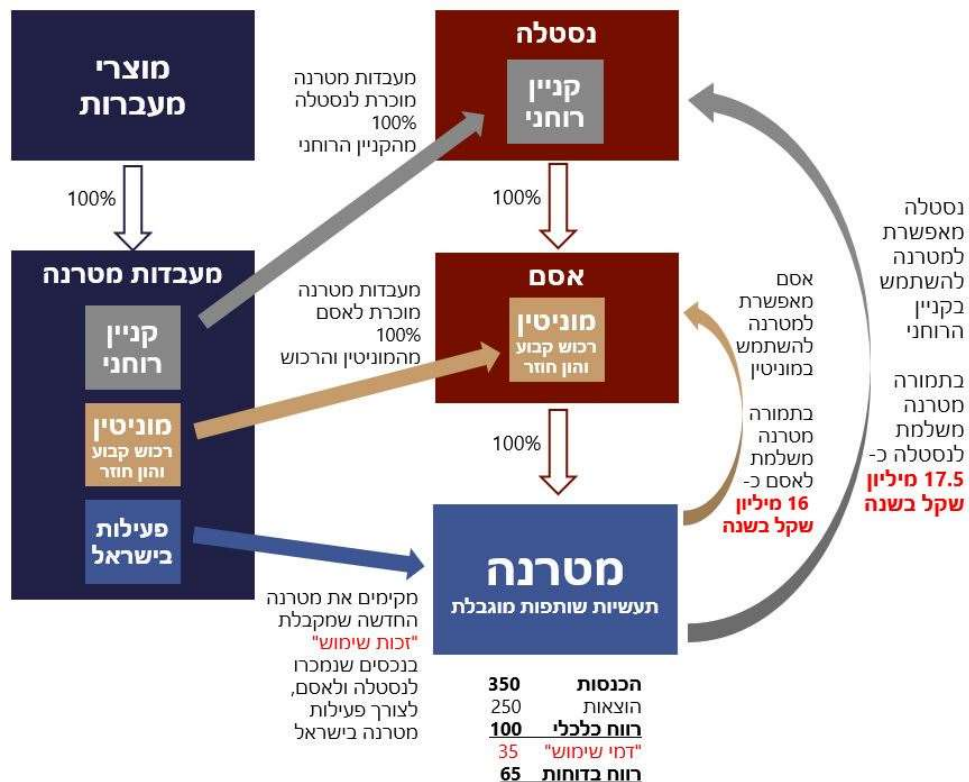 מוצרי
מעברות
100%
מעבדות מטרנה
קניין
רוחני
מוניטין
רכוש קבוע
והון חוזר
פעילות
בישראל
מעבדות מטרנה
מוכרת לנסטלה
100%
מהקניין הרוחני
מעבדות מטרנה
מוכרת לאסם
100%
מהמוניטין והרכוש
מקימים את מטרנה
החדשה שמקבלת
"זכות שימוש"
בנכסים שנמכרו
לנסטלה ולאסם,
לצורך פעילות
מטרנה בישראל
נסטלה
קניין
רוחני
100%
אסם
מוניטין
רכוש קבוע
והון חוזר
100%
מטרנה
תעשיות שותפות מוגבלת
הכנסות 350
הוצאות 250
רווח כלכלי 100
"דמי שימוש" 35
רווח בדוחות 65
אסם
מאפשרת
למטרנה
להשתמש
במוניטין
בתמורה
מטרנה
משלמת
לאסם כ-
16 מיליון
שקל בשנה
נסטלה
מאפשרת
למטרנה
להשתמש
בקניין
הרוחני
בתמורה
מטרנה
משלמת
לנסטלה כ-
17.5 מיליון
שקל בשנה